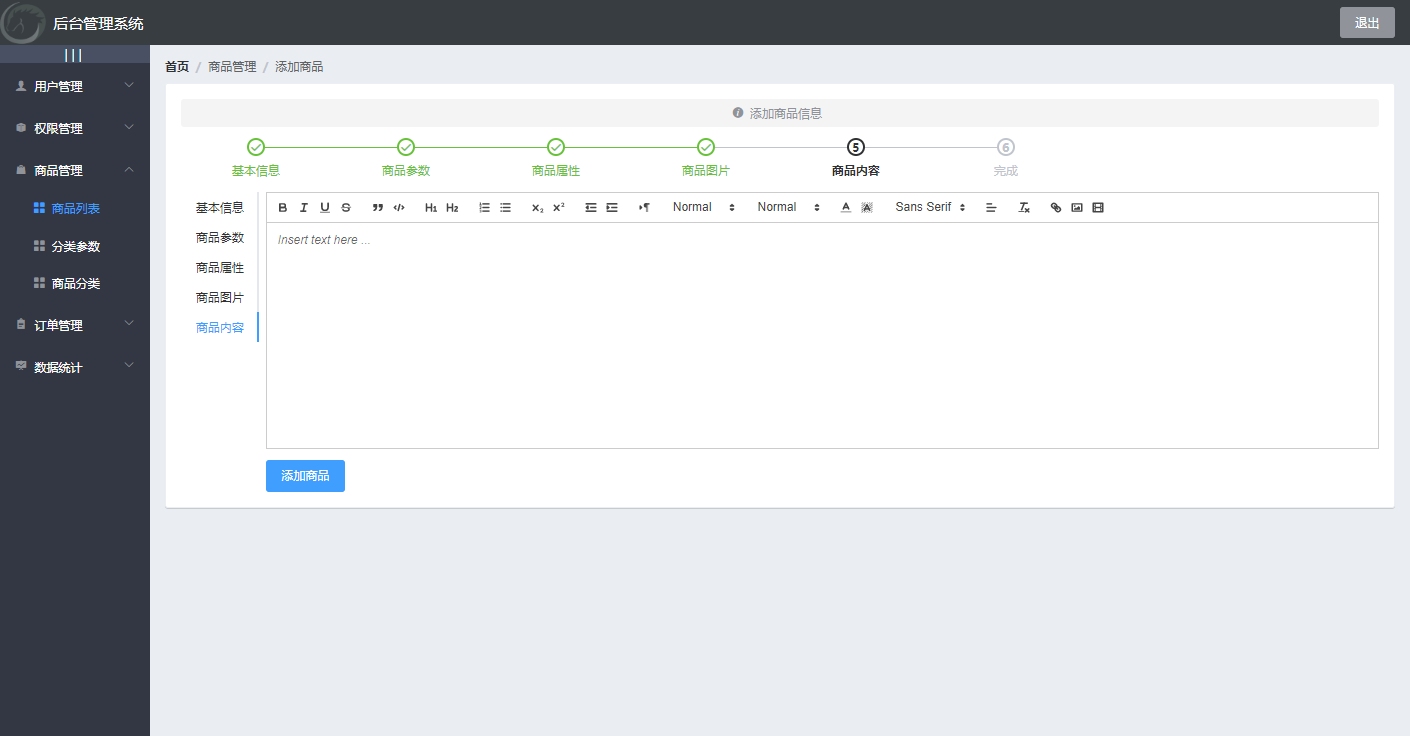 后台管理系统
退出
|||
首页 / 商品管理 / 添加商品
用户管理
权限管理
商品管理
商品列表
分类参数
商品分类
订单管理
数据统计
添加商品信息
5 6
基本信息 商品参数 商品属性 商品图片 商品内容 完成
基本信息
商品参数
商品属性
商品图片
商品内容
B I U S H1 H2 X2 X2 Normal Normal A A Sans Serif Tx
Insert text here ...
添加商品